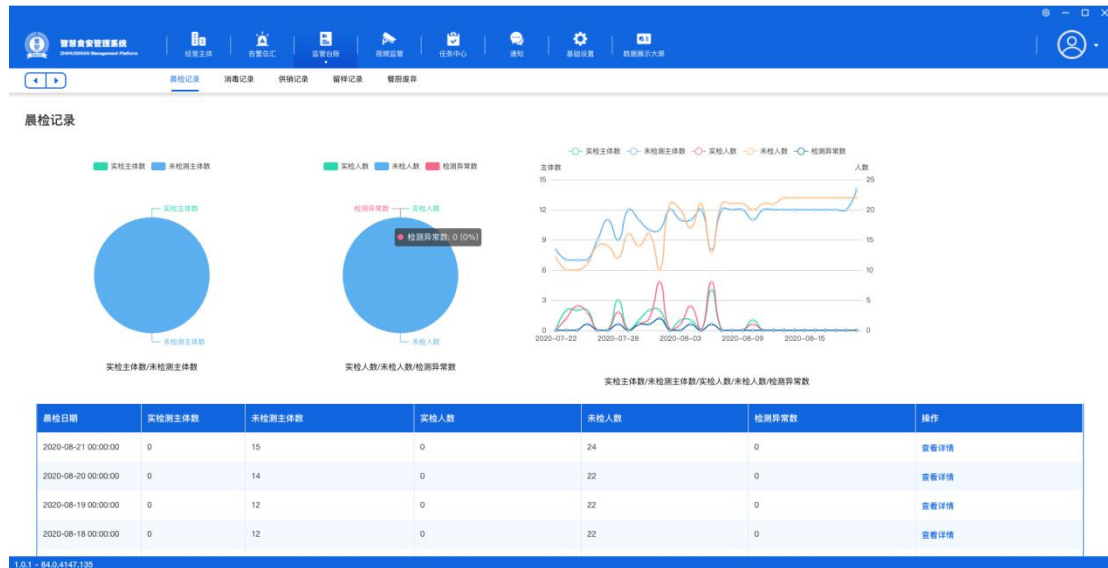 智慧食安管理系统
ZHIHUISHIAN Management Platform
经营主体
告警总汇
监管台账
视频监管
任务中心
通知
基础设置
数据展示大屏
晨检记录 消毒记录 供销记录 留样记录 餐厨废弃
晨检记录
实检主体数 未检测主体数
实检主体数
未检测主体数
实检主体数/未检测主体数
实检人数 未检人数 检测异常数
检测异常数 实检人数
检测异常数: 0 (0%)
未检人数
实检人数/未检人数/检测异常数
实检主体数 未检测主体数 实检人数 未检人数 检测异常数
主体数 人数
15 25
12 20
9 15
6 10
3 5
0 0
2020-07-22 2020-07-28 2020-08-03 2020-08-09 2020-08-15
实检主体数/未检测主体数/实检人数/未检人数/检测异常数
晨检日期 实检测主体数 未检测主体数 实检人数 未检人数 检测异常数 操作
2020-08-21 00:00:00 0 15 0 24 0 查看详情
2020-08-20 00:00:00 0 14 0 22 0 查看详情
2020-08-19 00:00:00 0 12 0 22 0 查看详情
2020-08-18 00:00:00 0 12 0 22 0 查看详情
1.0.1 - 84.0.4147.135